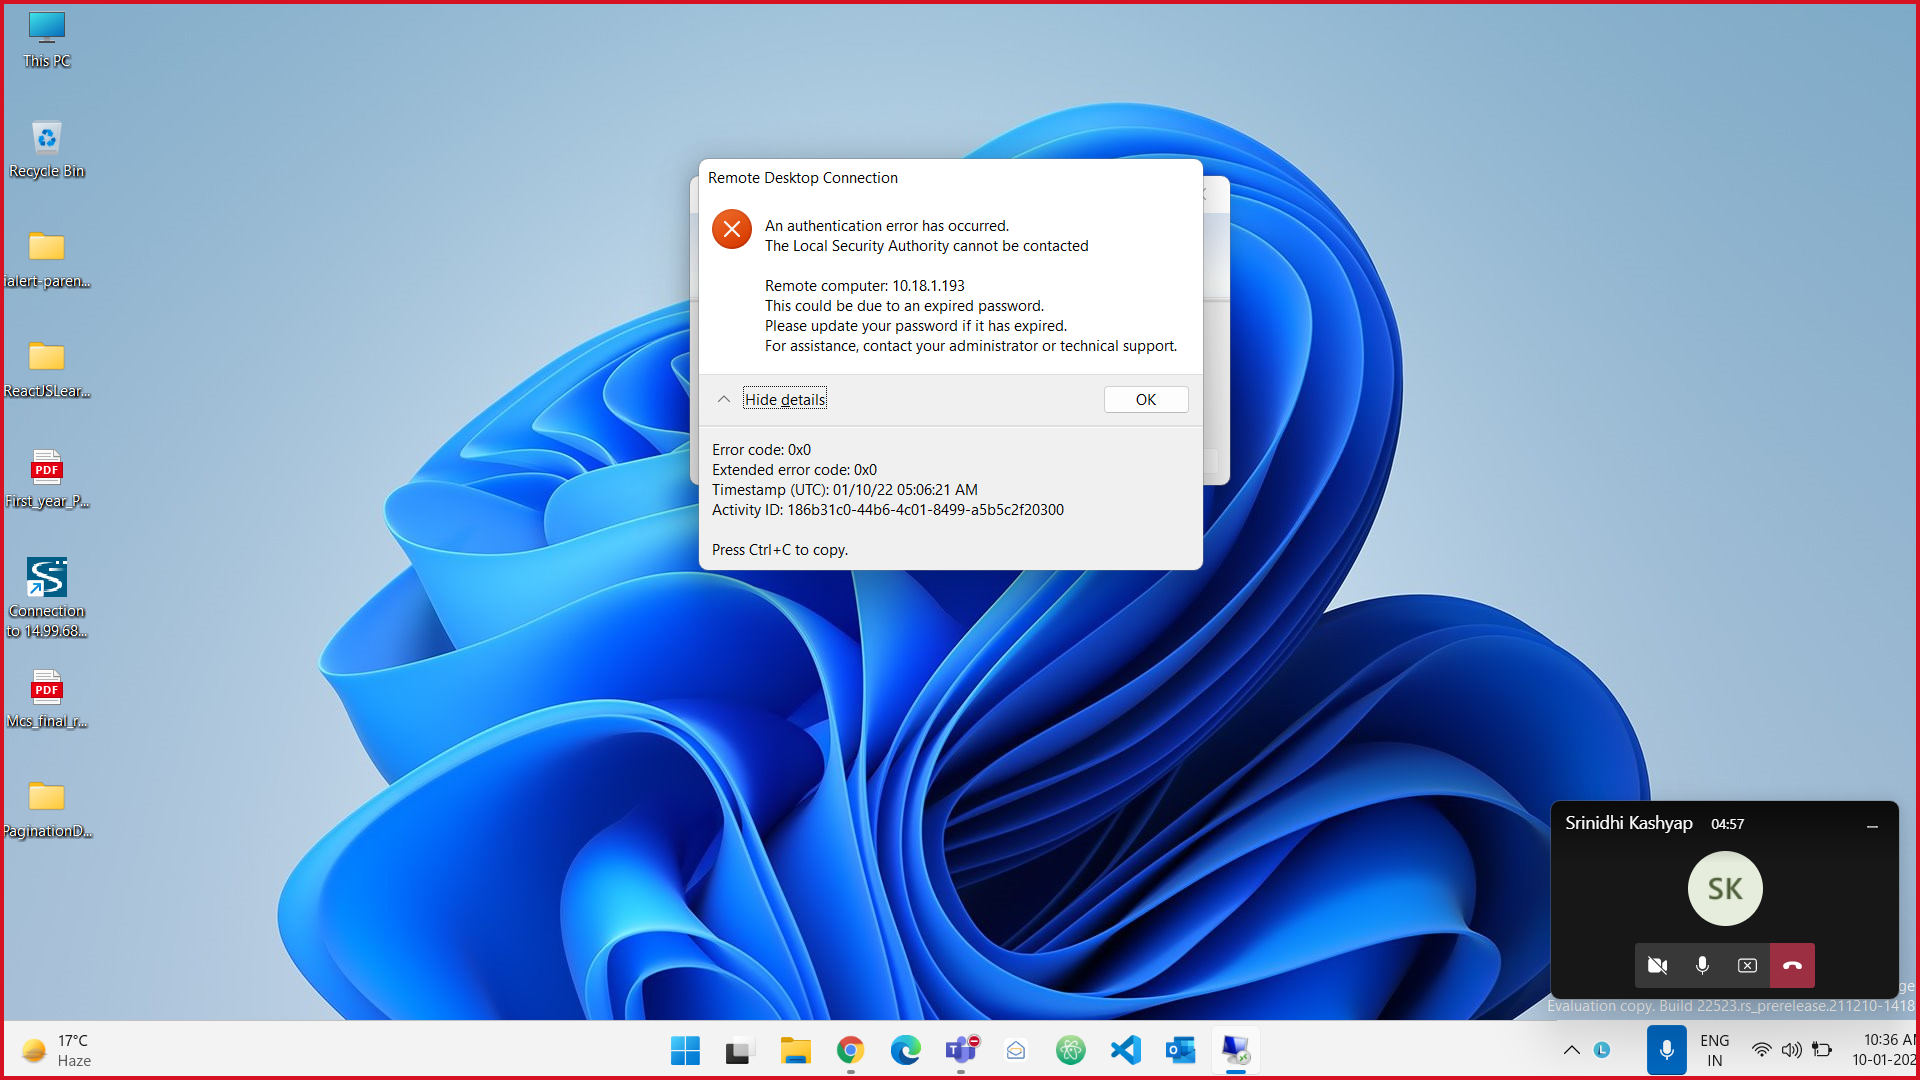 This PC
Recycle Bin
ialert-paren...
ReactJSLear...
PDF
First_year_P...
Connection
to 14.99.68...
PDF
Mcs_final_r...
PaginationD...
Remote Desktop Connection
An authentication error has occurred.
The Local Security Authority cannot be contacted
Remote computer: 10.18.1.193
This could be due to an expired password.
Please update your password if it has expired.
For assistance, contact your administrator or technical support.
Hide details
OK
Error code: 0x0
Extended error code: 0x0
Timestamp (UTC): 01/10/22 05:06:21 AM
Activity ID: 186b31c0-44b6-4c01-8499-a5b5c2f20300
Press Ctrl+C to copy.
Srinidhi Kashyap 04:57
SK
Evaluation copy. Build 22523.rs_prerelease.211210-1418
17°C
Haze
L
ENG
IN
10:36 AM
10-01-202